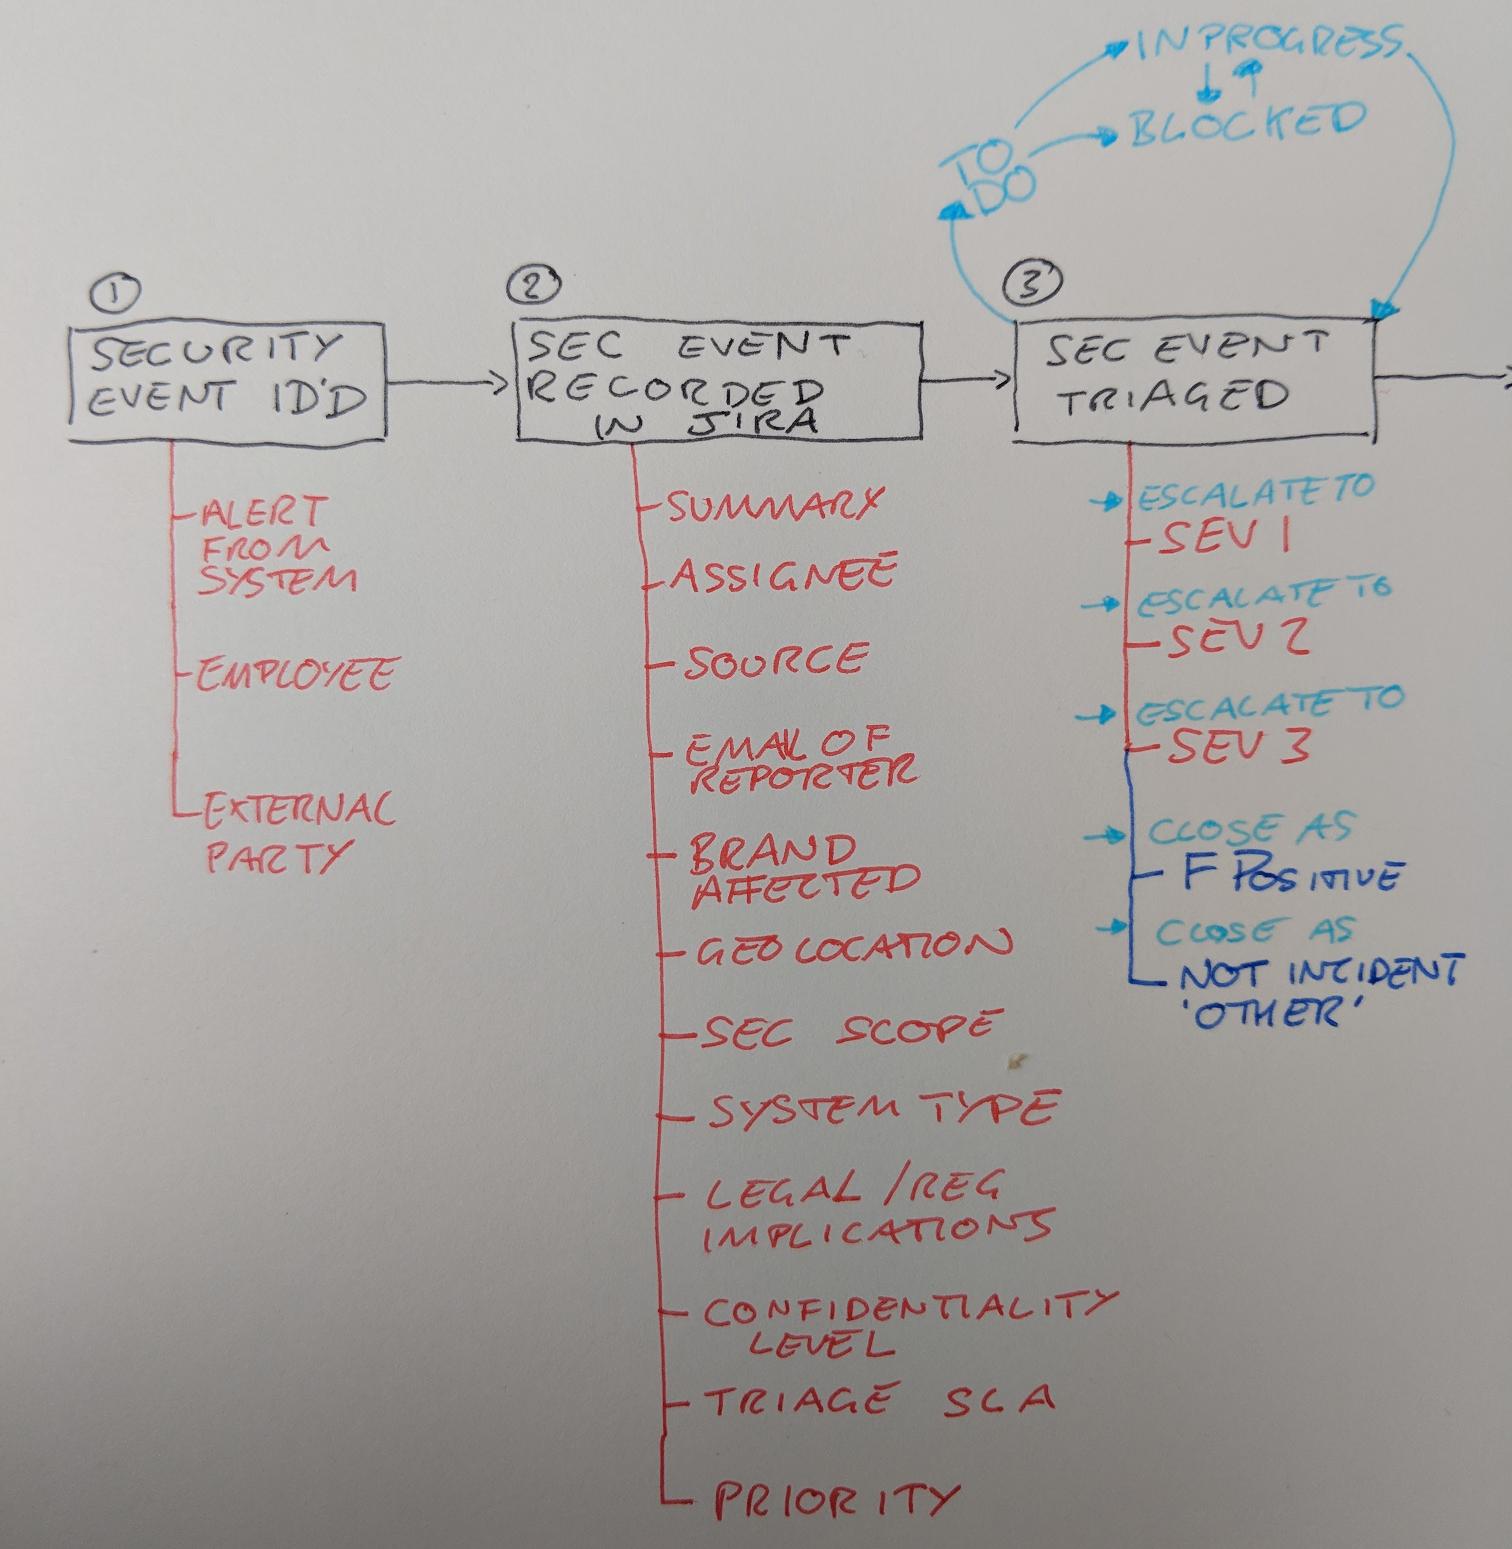 IN PROGRESS
BLOCKED
TO
DO
1
SECURITY
EVENT ID'D
ALERT
FROM
SYSTEM
EMPLOYEE
EXTERNAL
PARTY
2
SEC EVENT
RECORDED
IN JIRA
SUMMARY
ASSIGNEE
SOURCE
EMAIL OF
REPORTER
BRAND
AFFECTED
GEO LOCATION
SEC SCOPE
SYSTEM TYPE
LEGAL / REG
IMPLICATIONS
CONFIDENTIALITY
LEVEL
TRIAGE SLA
PRIORITY
3
SEC EVENT
TRIAGED
ESCALATE TO
SEV 1
ESCALATE TO
SEV 2
ESCALATE TO
SEV 3
CLOSE AS
F POSITIVE
CLOSE AS
NOT INCIDENT
'OTHER'